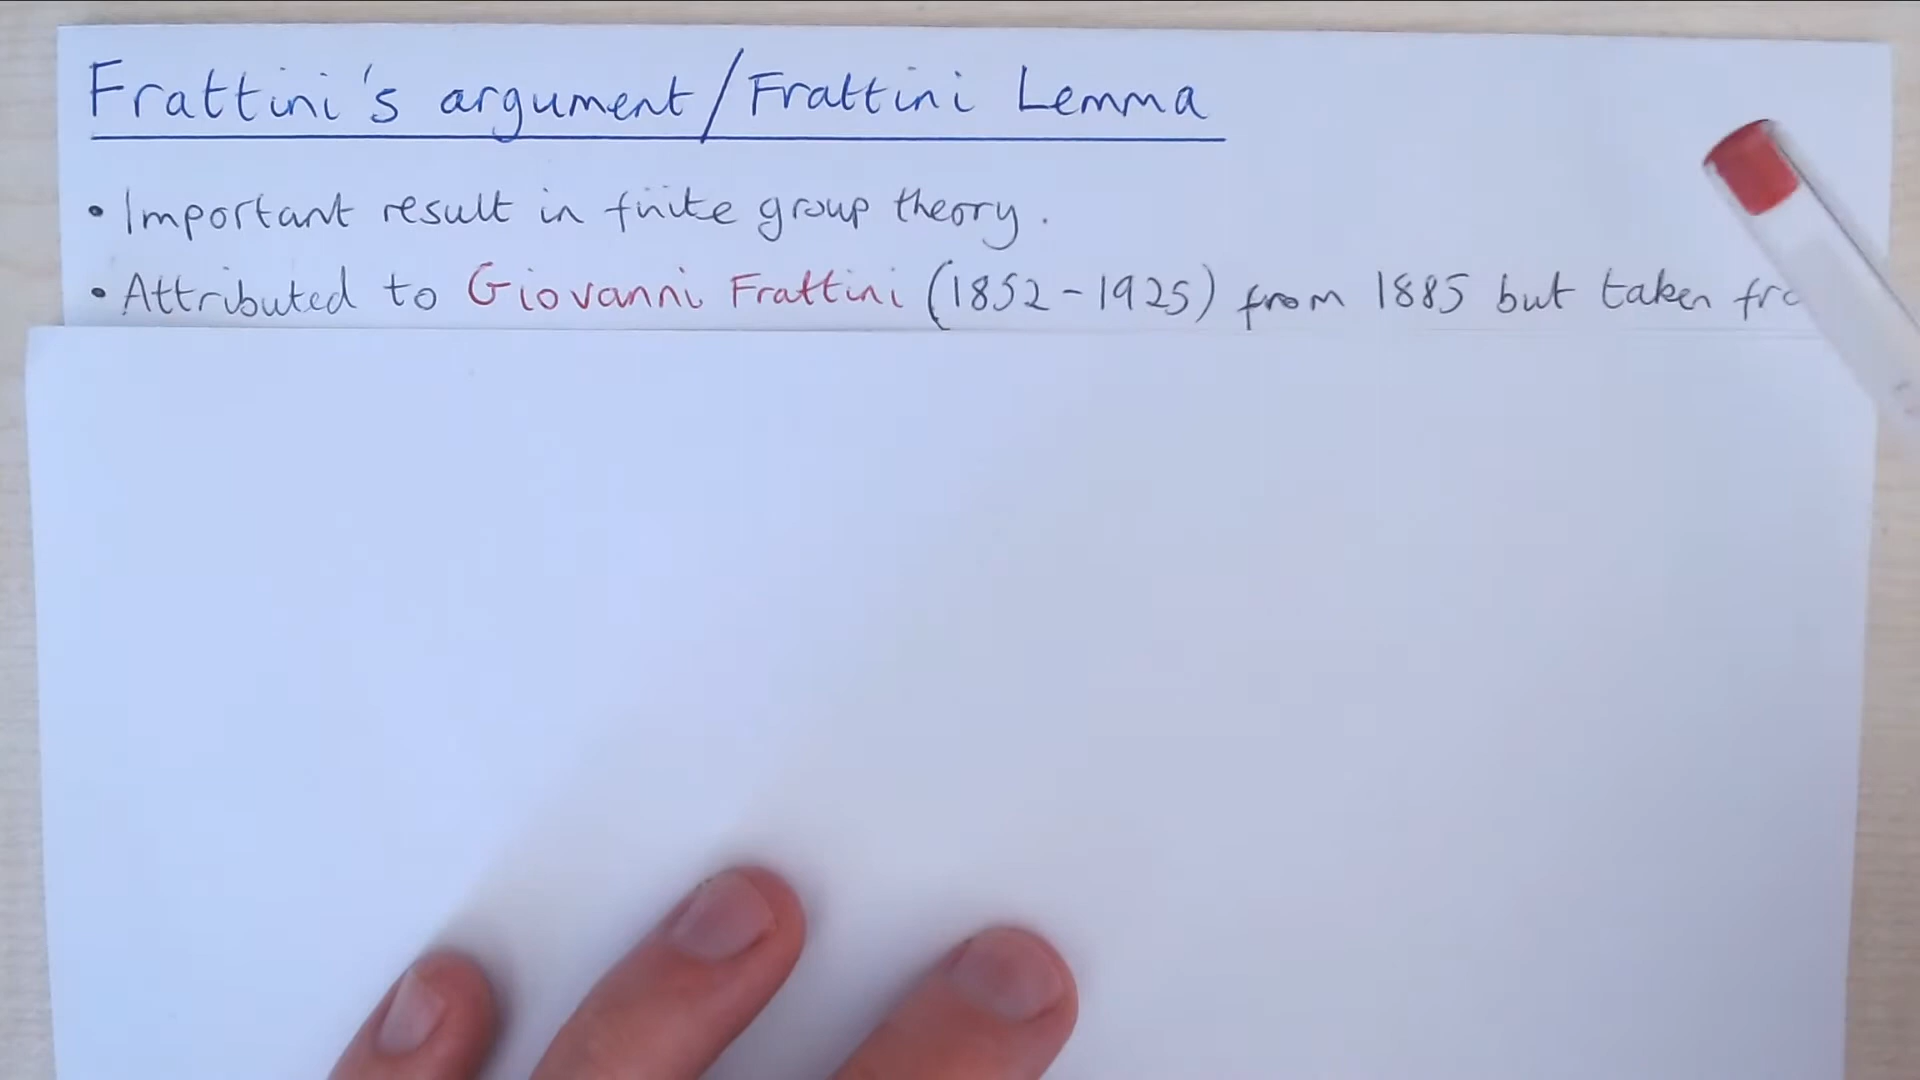 Frattini's argument/Frattini Lemma
• Important result in finite group theory.
• Attributed to Giovanni Frattini (1852-1925) from 1885 but taken